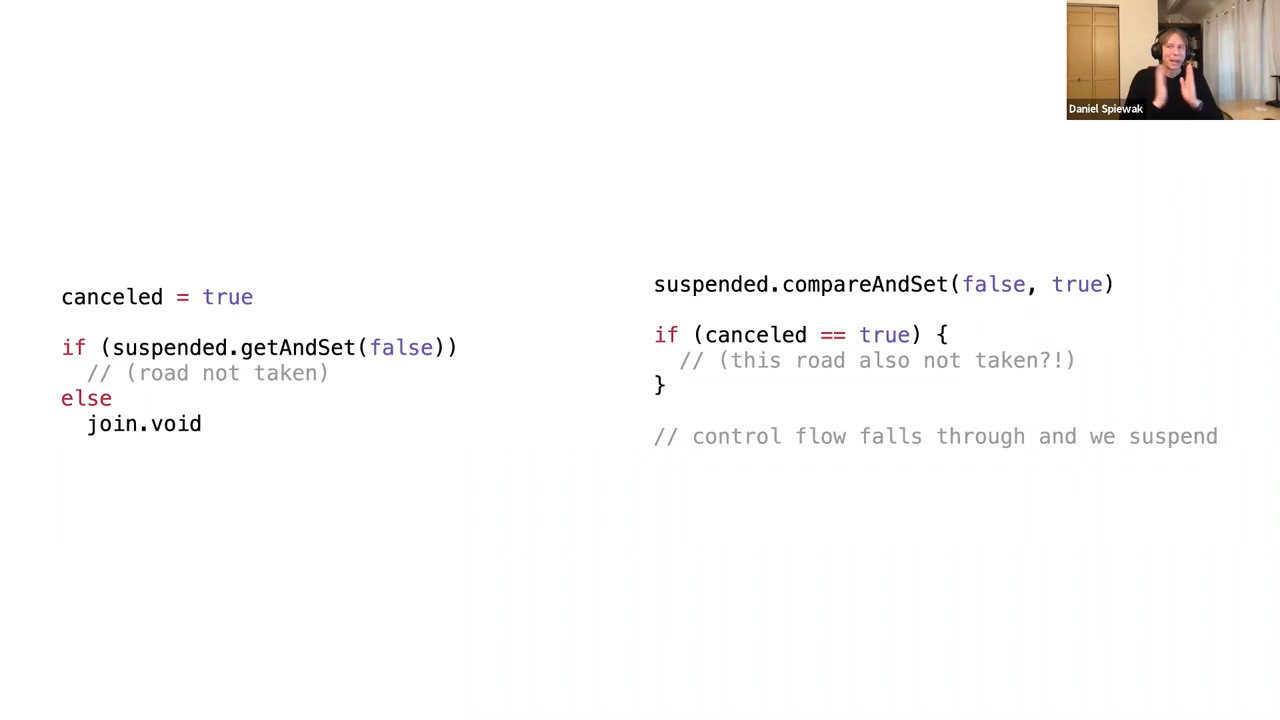 Daniel Spiewak
canceled = true
if (suspended.getAndSet(false))
// (road not taken)
else
join.void
suspended.compareAndSet(false, true)
if (canceled == true) {
// (this road also not taken?!)
}
// control flow falls through and we suspend